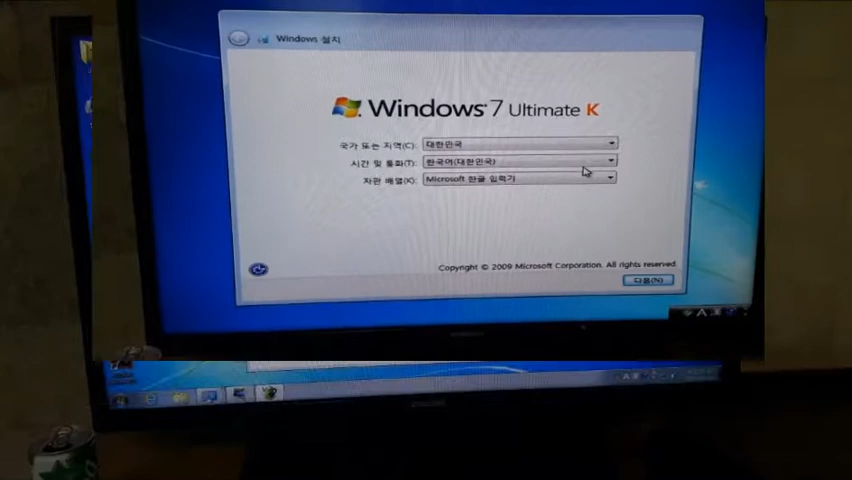 Windows 설치
Windows 7 Ultimate K
국가 또는 지역(C): 대한민국
시간 및 통화(T): 한국어(대한민국)
자판 배열(K): Microsoft 한글 입력기
Copyright © 2009 Microsoft Corporation. All rights reserved.
다음(N)